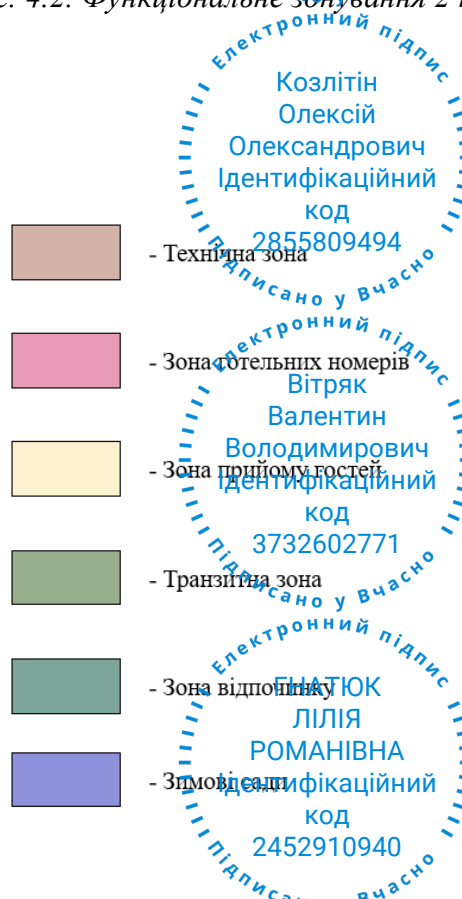 с. 4.2. Функціональне зонування 2
Електронний підпис
Козлітін
Олексій
Олександрович
Ідентифікаційний
код
2855809494
Підписано у Вчасно
- Технічна зона
Електронний підпис
- Зона готельних номерів
Вітряк
Валентин
Володимирович
Ідентифікаційний
код
3732602771
Підписано у Вчасно
- Зона прийому гостей
- Транзитна зона
Електронний підпис
- Зона відпочинку
ГНАТЮК
ЛІЛІЯ
РОМАНІВНА
Ідентифікаційний
код
2452910940
Підписано у Вчасно
- Зимові сади